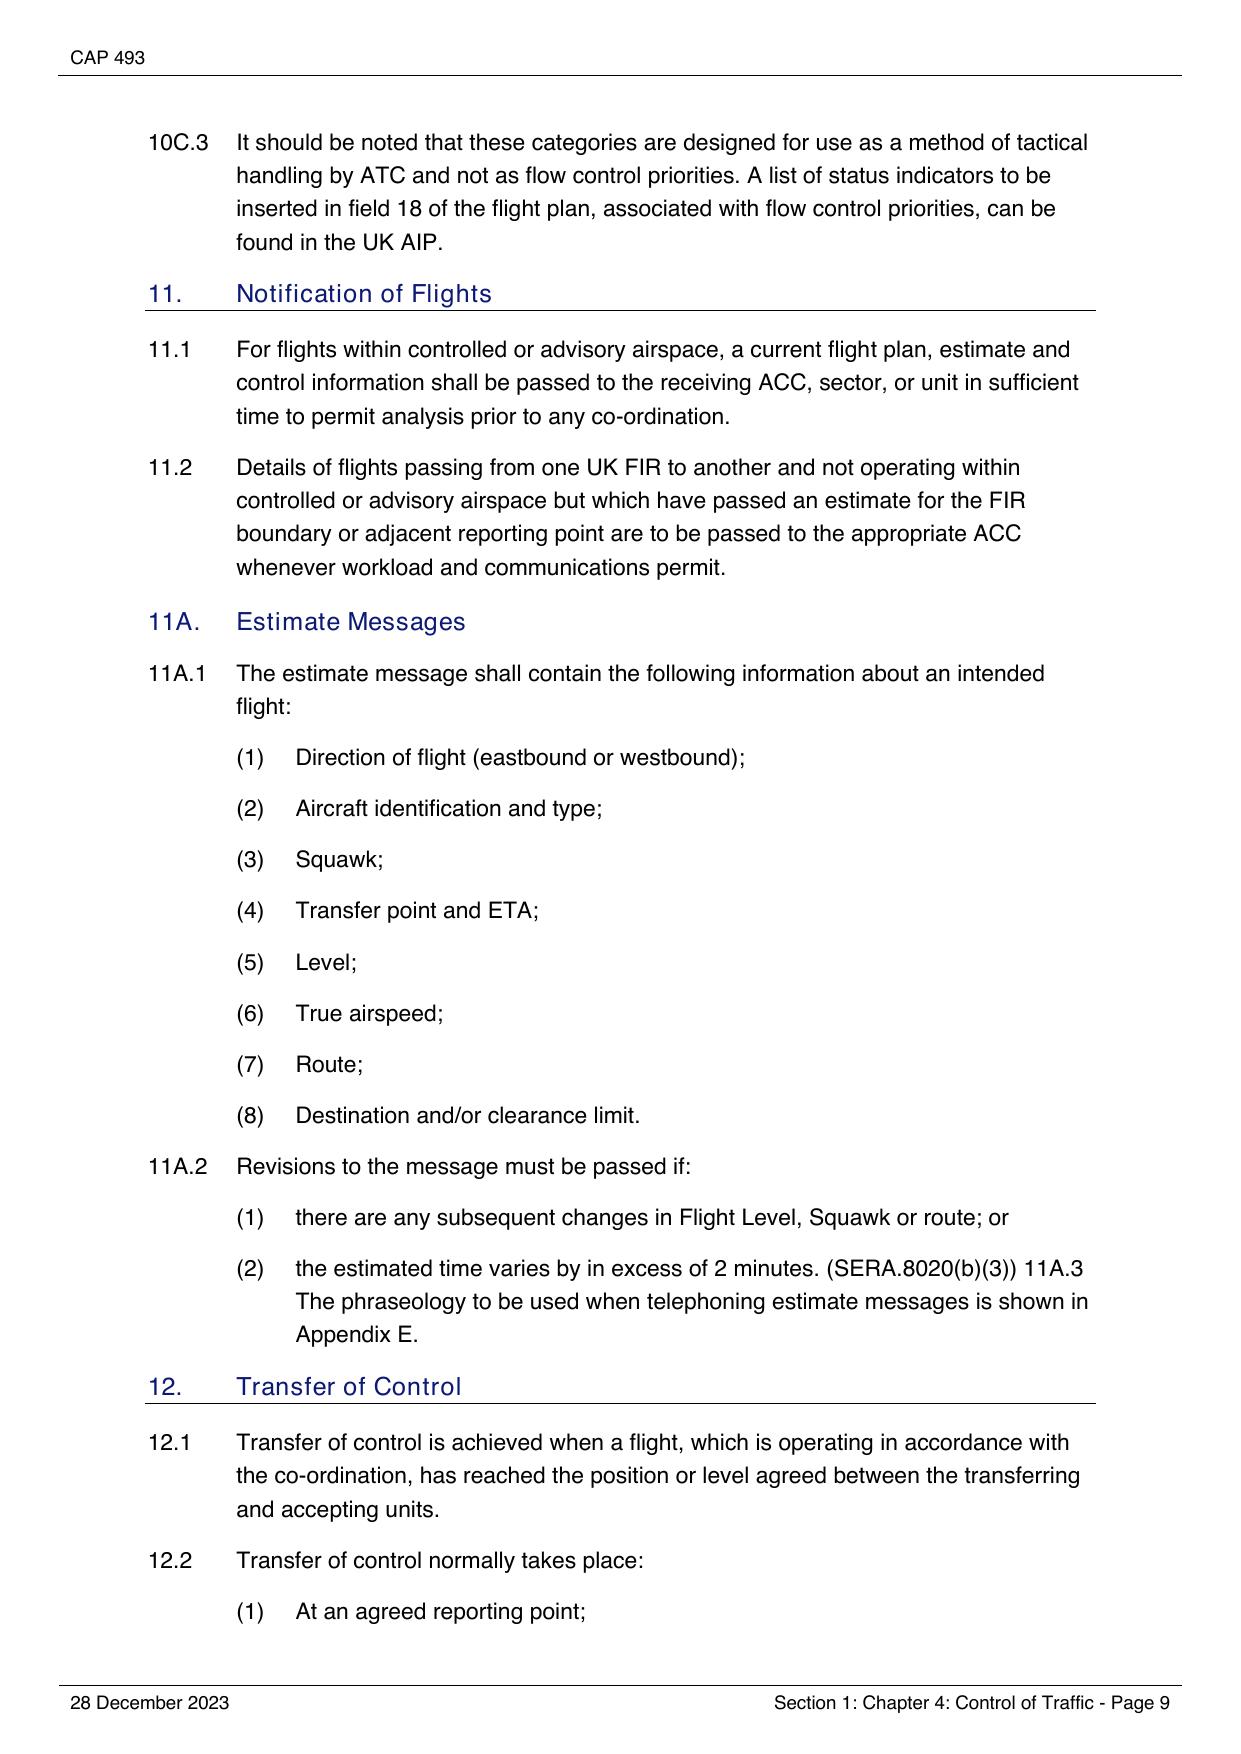 CAP 493
10C.3 It should be noted that these categories are designed for use as a method of tactical
handling by ATC and not as flow control priorities. A list of status indicators to be
inserted in field 18 of the flight plan, associated with flow control priorities, can be
found in the UK AIP.
11. Notification of Flights
11.1 For flights within controlled or advisory airspace, a current flight plan, estimate and
control information shall be passed to the receiving ACC, sector, or unit in sufficient
time to permit analysis prior to any co-ordination.
11.2 Details of flights passing from one UK FIR to another and not operating within
controlled or advisory airspace but which have passed an estimate for the FIR
boundary or adjacent reporting point are to be passed to the appropriate ACC
whenever workload and communications permit.
11A. Estimate Messages
11A.1 The estimate message shall contain the following information about an intended
flight:
(1) Direction of flight (eastbound or westbound);
(2) Aircraft identification and type;
(3) Squawk;
(4) Transfer point and ETA;
(5) Level;
(6) True airspeed;
(7) Route;
(8) Destination and/or clearance limit.
11A.2 Revisions to the message must be passed if:
(1) there are any subsequent changes in Flight Level, Squawk or route; or
(2) the estimated time varies by in excess of 2 minutes. (SERA.8020(b)(3)) 11A.3
The phraseology to be used when telephoning estimate messages is shown in
Appendix E.
12. Transfer of Control
12.1 Transfer of control is achieved when a flight, which is operating in accordance with
the co-ordination, has reached the position or level agreed between the transferring
and accepting units.
12.2 Transfer of control normally takes place:
(1) At an agreed reporting point;
28 December 2023 Section 1: Chapter 4: Control of Traffic - Page 9